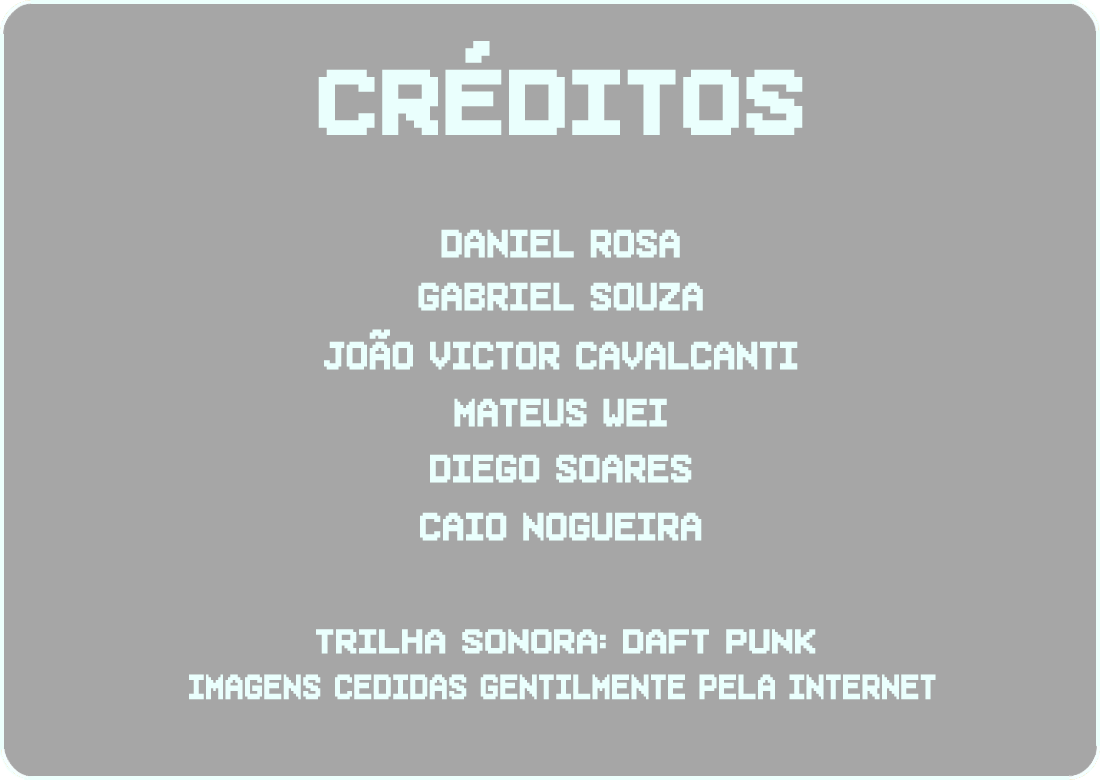 CRÉDITOS
DANIEL ROSA
GABRIEL SOUZA
JOÃO VICTOR CAVALCANTI
MATEUS WEI
DIEGO SOARES
CAIO NOGUEIRA
TRILHA SONORA: DAFT PUNK
IMAGENS CEDIDAS GENTILMENTE PELA INTERNET